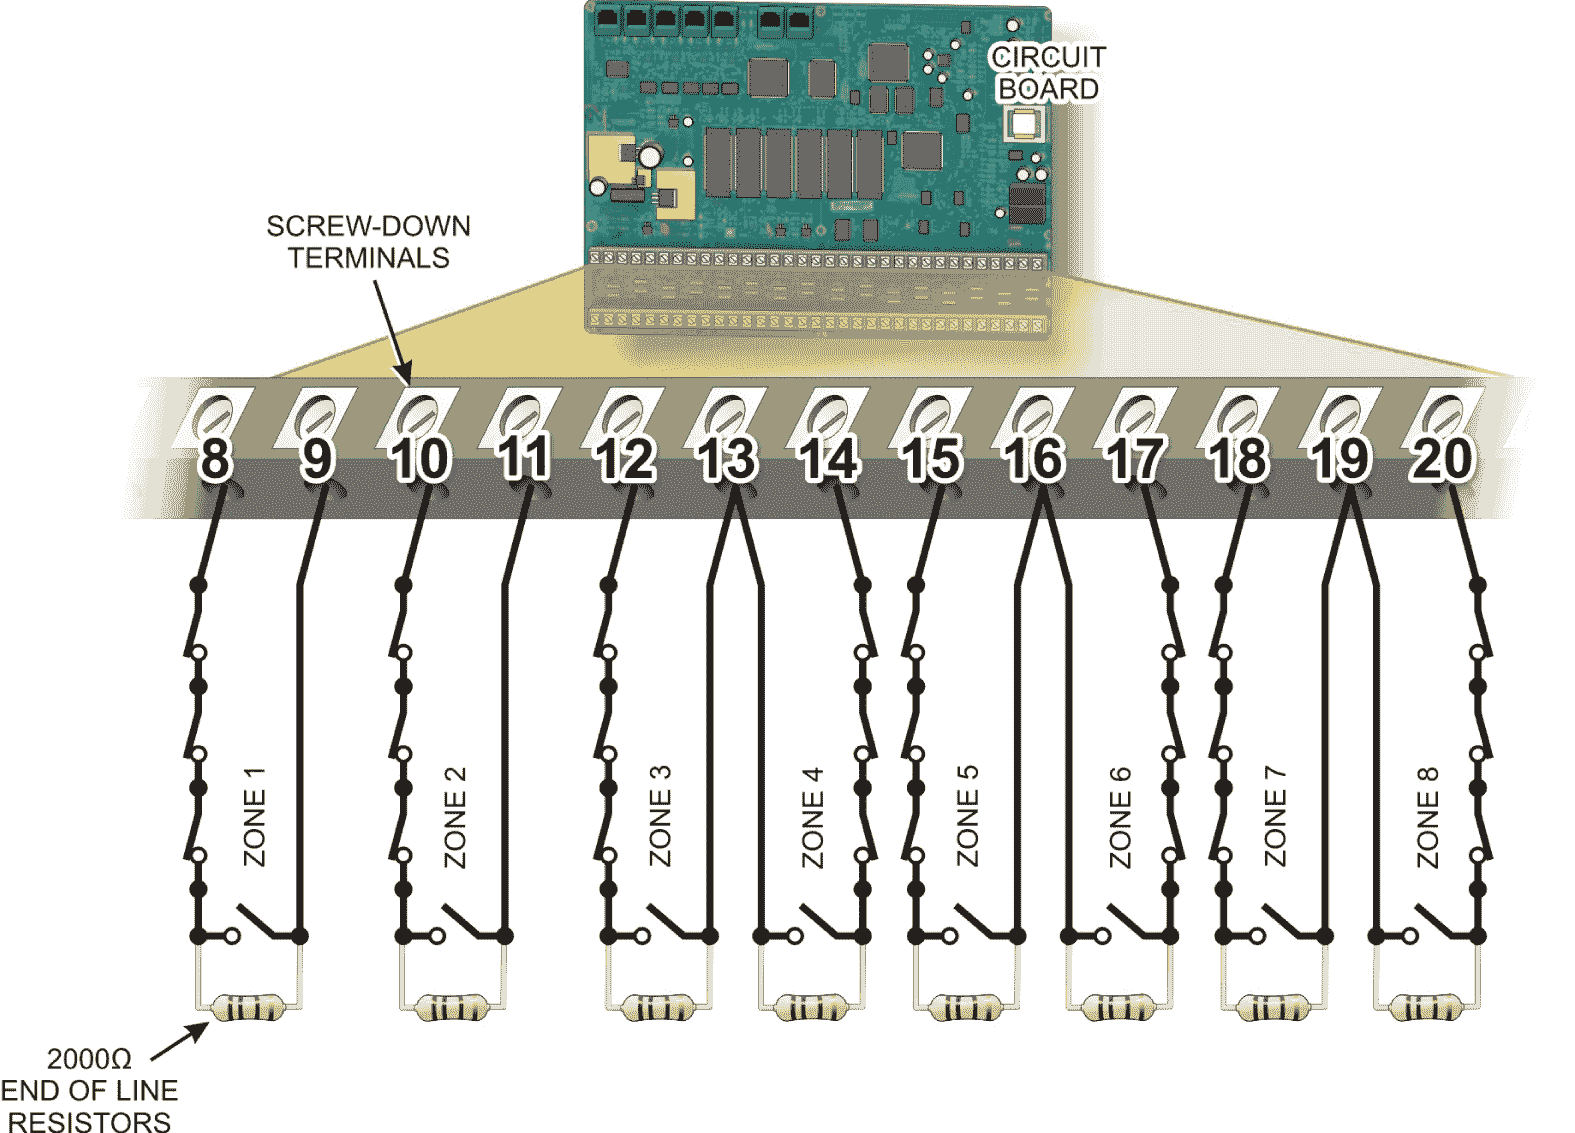 CIRCUIT
BOARD
SCREW-DOWN
TERMINALS
8 9 10 11 12 13 14 15 16 17 18 19 20
ZONE 1
ZONE 2
ZONE 3
ZONE 4
ZONE 5
ZONE 6
ZONE 7
ZONE 8
2000Ω
END OF LINE
RESISTORS